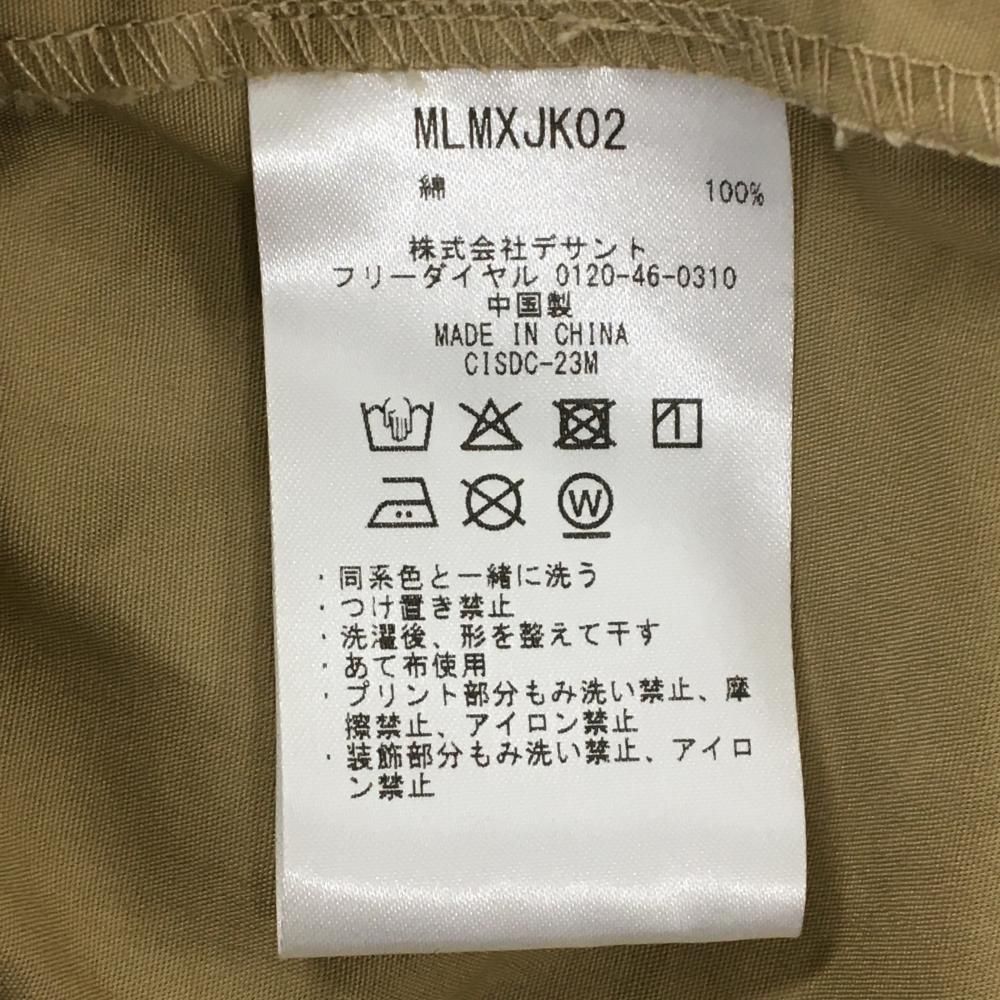 MLMXJK02
綿 100%
株式会社デサント
フリーダイヤル 0120-46-0310
中国製
MADE IN CHINA
CISDC-23M
W
・同系色と一緒に洗う
・つけ置き禁止
・洗濯後、形を整えて干す
・あて布使用
・プリント部分もみ洗い禁止、摩
擦禁止、アイロン禁止
・装飾部分もみ洗い禁止、アイロ
ン禁止